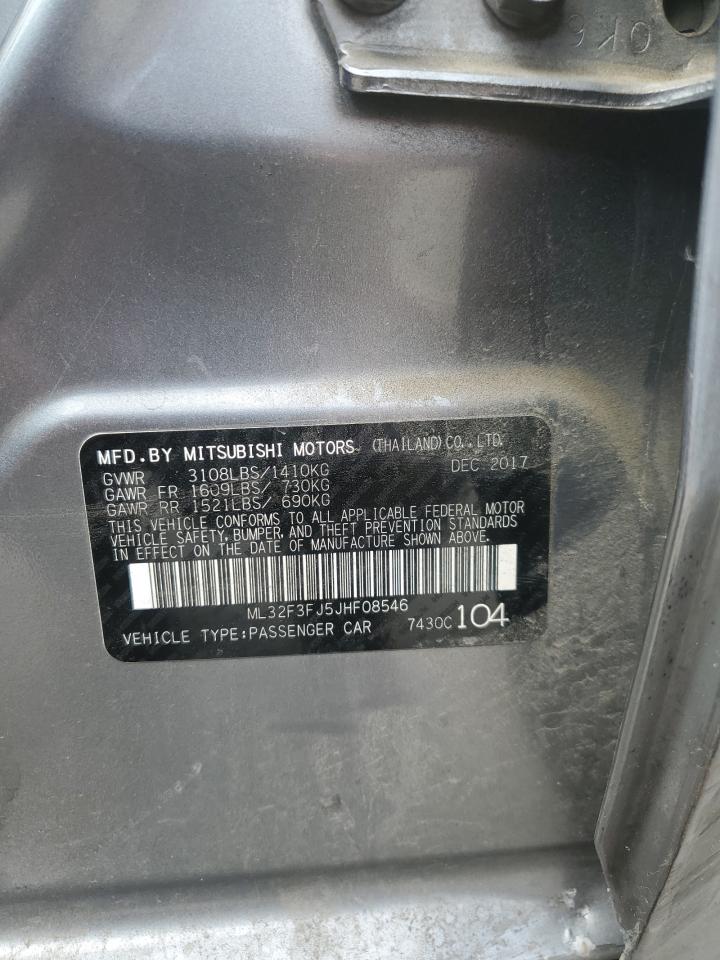 OK6
MFD.BY MITSUBISHI MOTORS (THAILAND)CO.,LTD.
GVWR 3108LBS/1410KG DEC 2017
GAWR FR 1609LBS/ 730KG
GAWR RR 1521LBS/ 690KG
THIS VEHICLE CONFORMS TO ALL APPLICABLE FEDERAL MOTOR
VEHICLE SAFETY, BUMPER, AND THEFT PREVENTION STANDARDS
IN EFFECT ON THE DATE OF MANUFACTURE SHOWN ABOVE.
ML32F3FJ5JHF08546
VEHICLE TYPE:PASSENGER CAR 7430C 104